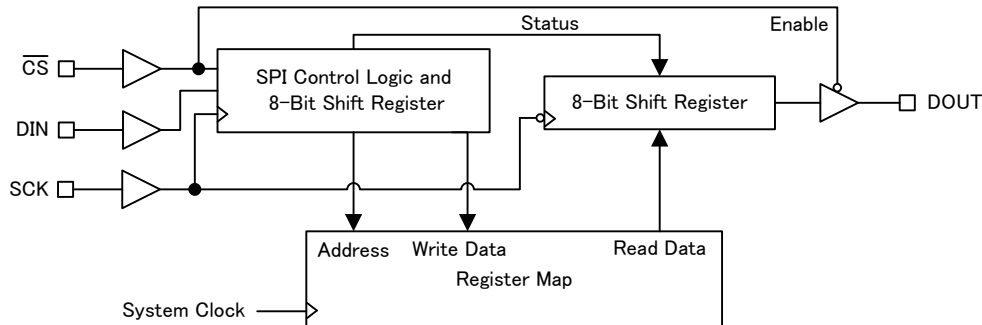 Status
Enable
CS
SPI Control Logic and
8-Bit Shift Register
8-Bit Shift Register
DOUT
DIN
SCK
Address
Write Data
Read Data
Register Map
System Clock